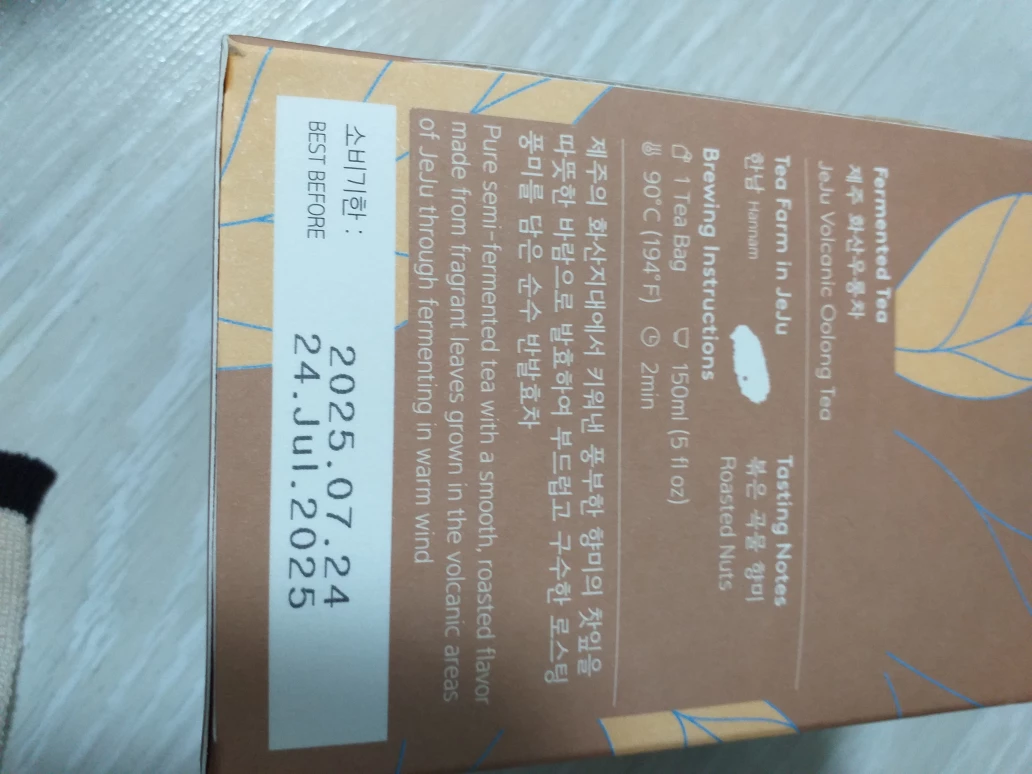 Fermented Tea
제주 화산우롱차
JeJu Volcanic Oolong Tea
Tea Farm in JeJu
한남 Hannam
Tasting Notes
볶은 곡물 향미
Roasted Nuts
Brewing Instructions
1 Tea Bag 150ml (5 fl oz)
90°C (194°F) 2min
제주의 화산지대에서 키워낸 풍부한 향미의 찻잎을
따뜻한 바람으로 발효하여 부드럽고 구수한 로스팅
풍미를 담은 순수 반발효차
Pure semi-fermented tea with a smooth, roasted flavor
made from fragrant leaves grown in the volcanic areas
of JeJu through fermenting in warm wind
소비기한 : 2025.07.24
BEST BEFORE 24.Jul.2025